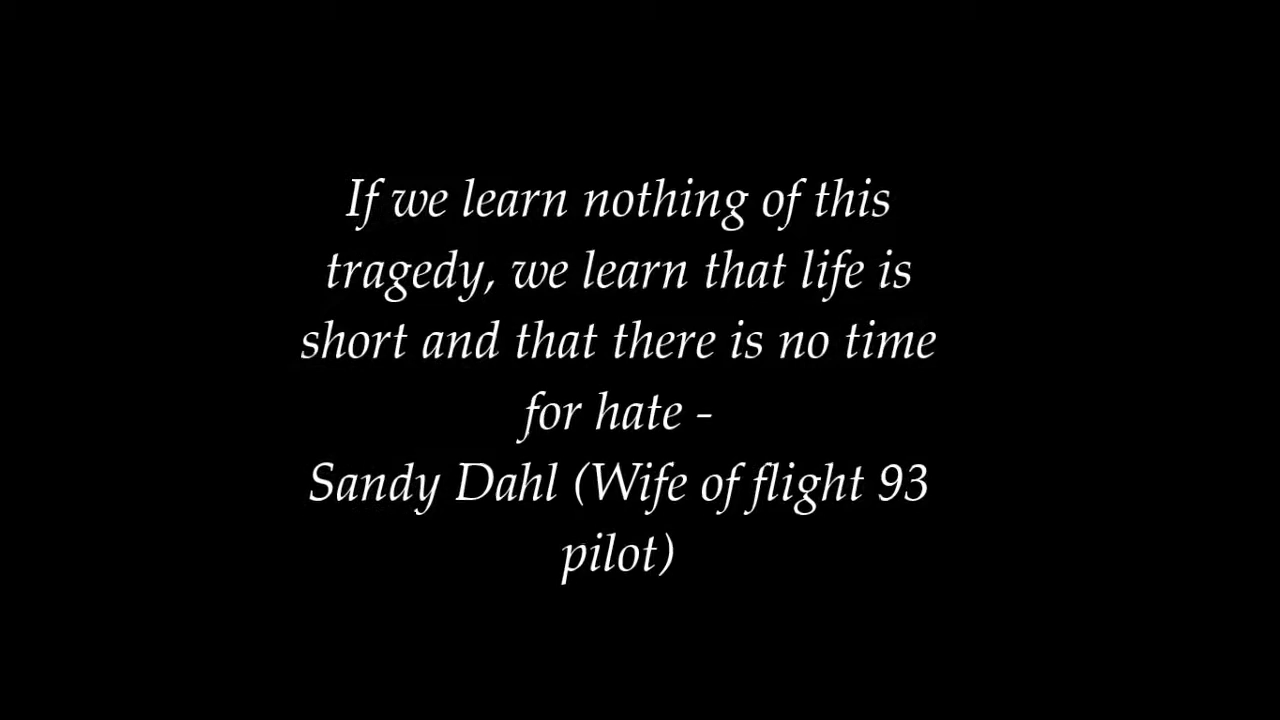 If we learn nothing of this
tragedy, we learn that life is
short and that there is no time
for hate -
Sandy Dahl (Wife of flight 93
pilot)